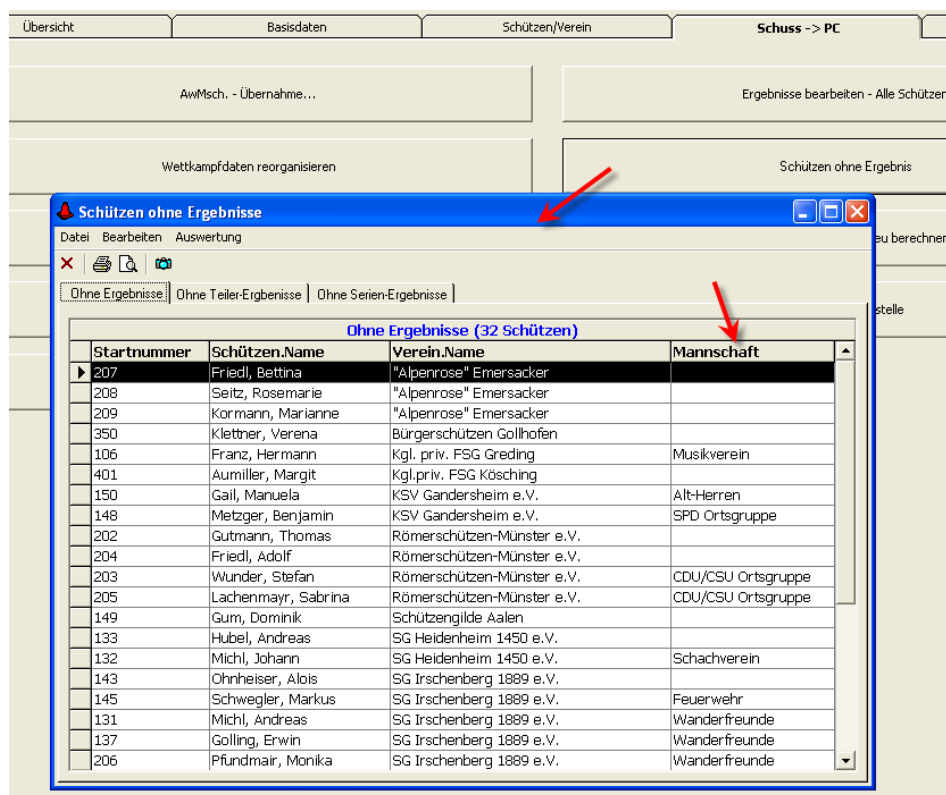 Übersicht Basisdaten Schützen/Verein Schuss -> PC
AwMsch. - Übernahme... Ergebnisse bearbeiten - Alle Schützen
Wettkampfdaten reorganisieren Schützen ohne Ergebnis
Schützen ohne Ergebnisse
Datei Bearbeiten Auswertung
eu berechnen
Ohne Ergebnisse Ohne Teiler-Ergbenisse Ohne Serien-Ergebnisse
stelle
Ohne Ergebnisse (32 Schützen)
Startnummer Schützen.Name Verein.Name Mannschaft
207 Friedl, Bettina "Alpenrose" Emersacker
208 Seitz, Rosemarie "Alpenrose" Emersacker
209 Kormann, Marianne "Alpenrose" Emersacker
350 Klettner, Verena Bürgerschützen Gollhofen
106 Franz, Hermann Kgl. priv. FSG Greding Musikverein
401 Aumiller, Margit Kgl.priv. FSG Kösching
150 Gail, Manuela KSV Gandersheim e.V. Alt-Herren
148 Metzger, Benjamin KSV Gandersheim e.V. SPD Ortsgruppe
202 Gutmann, Thomas Römerschützen-Münster e.V.
204 Friedl, Adolf Römerschützen-Münster e.V.
203 Wunder, Stefan Römerschützen-Münster e.V. CDU/CSU Ortsgruppe
205 Lachenmayr, Sabrina Römerschützen-Münster e.V. CDU/CSU Ortsgruppe
149 Gum, Dominik Schützengilde Aalen
133 Hubel, Andreas SG Heidenheim 1450 e.V.
132 Michl, Johann SG Heidenheim 1450 e.V. Schachverein
143 Ohnheiser, Alois SG Irschenberg 1889 e.V.
145 Schwegler, Markus SG Irschenberg 1889 e.V. Feuerwehr
131 Michl, Andreas SG Irschenberg 1889 e.V. Wanderfreunde
137 Golling, Erwin SG Irschenberg 1889 e.V. Wanderfreunde
206 Pfundmair, Monika SG Irschenberg 1889 e.V. Wanderfreunde